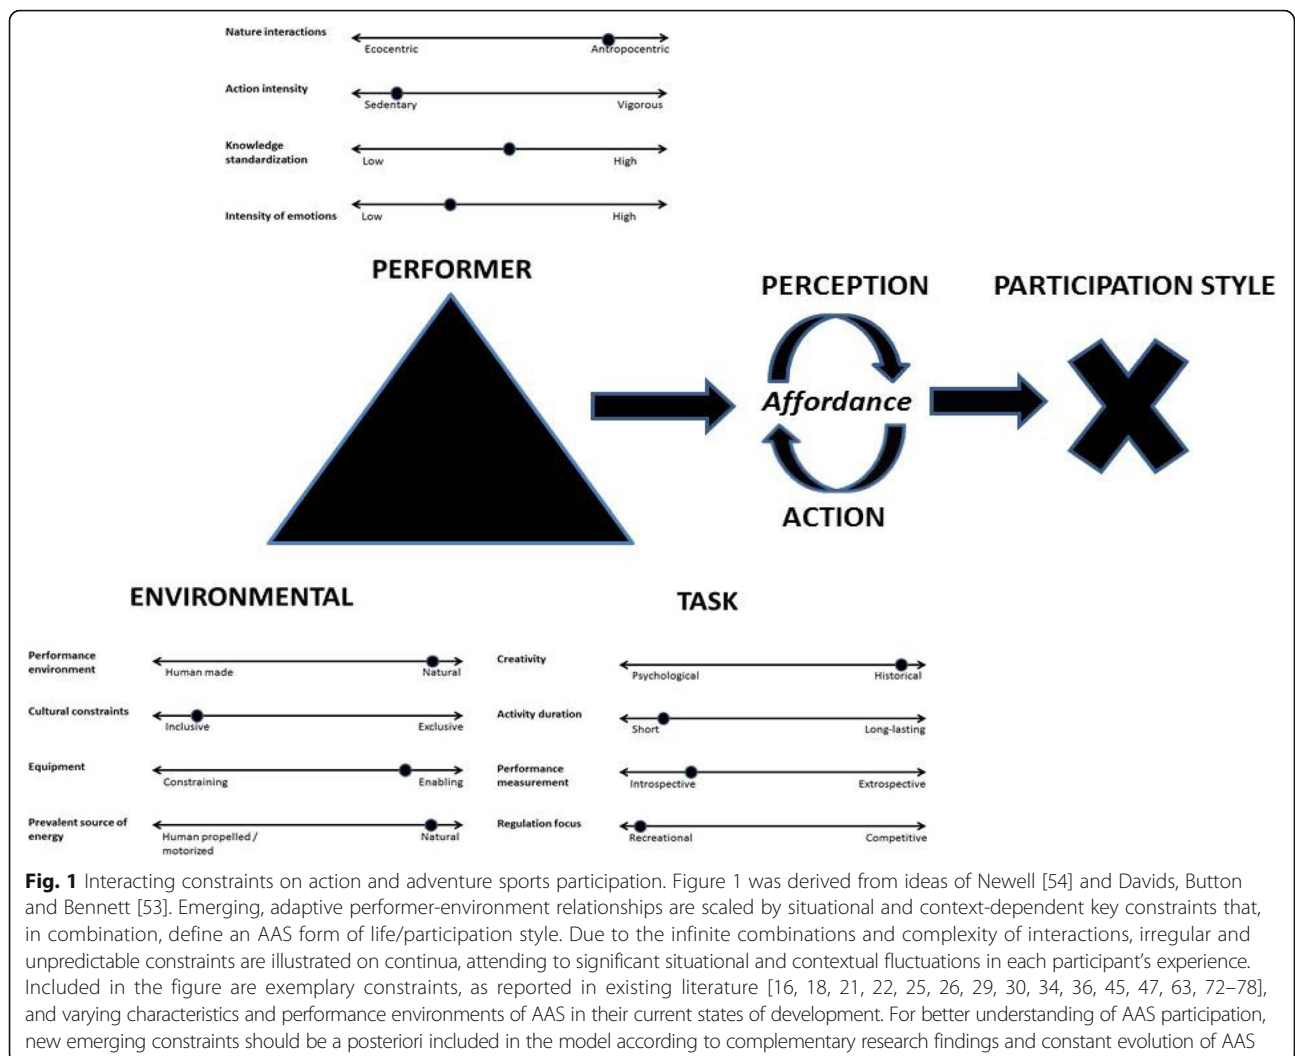 Nature interactions
Ecocentric
Antropocentric
Action intensity
Sedentary
Vigorous
Knowledge
standardization
Low
High
Intensity of emotions
Low
High
PERFORMER
PERCEPTION
PARTICIPATION STYLE
Affordance
ACTION
ENVIRONMENTAL
TASK
Performance
environment
Human made
Natural
Cultural constraints
Inclusive
Exclusive
Equipment
Constraining
Enabling
Prevalent source of
energy
Human propelled /
motorized
Natural
Creativity
Psychological
Historical
Activity duration
Short
Long-lasting
Performance
measurement
Introspective
Extrospective
Regulation focus
Recreational
Competitive
Fig. 1 Interacting constraints on action and adventure sports participation. Figure 1 was derived from ideas of Newell [54] and Davids, Button
and Bennett [53]. Emerging, adaptive performer-environment relationships are scaled by situational and context-dependent key constraints that,
in combination, define an AAS form of life/participation style. Due to the infinite combinations and complexity of interactions, irregular and
unpredictable constraints are illustrated on continua, attending to significant situational and contextual fluctuations in each participant's experience.
Included in the figure are exemplary constraints, as reported in existing literature [16, 18, 21, 22, 25, 26, 29, 30, 34, 36, 45, 47, 63, 72–78],
and varying characteristics and performance environments of AAS in their current states of development. For better understanding of AAS participation,
new emerging constraints should be a posteriori included in the model according to complementary research findings and constant evolution of AAS